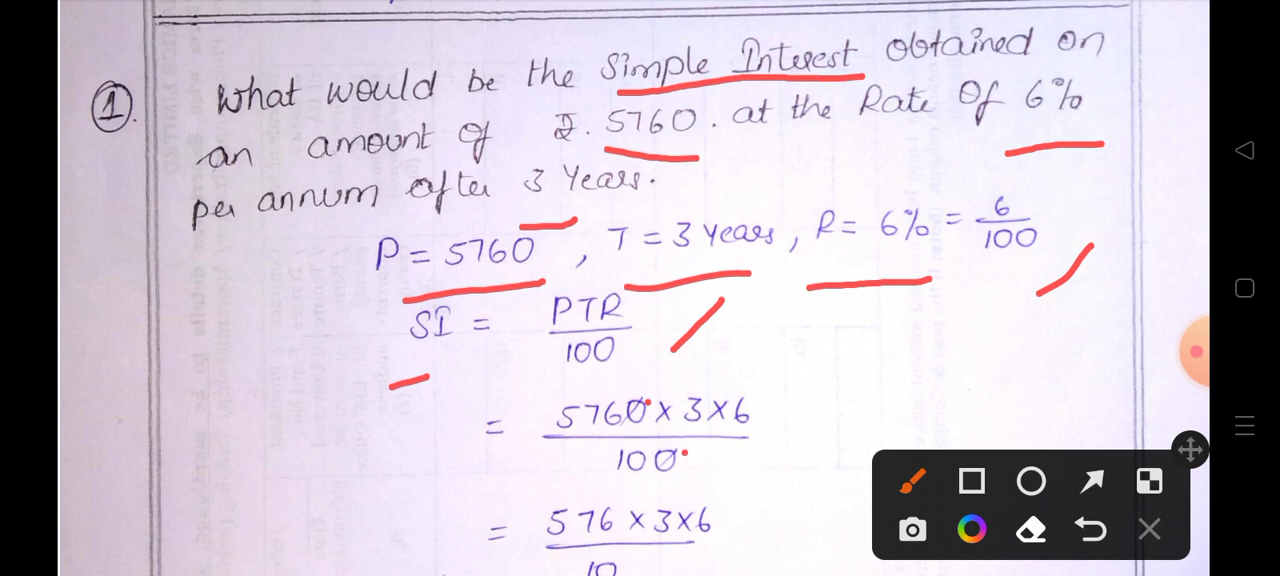 1. What would be the Simple Interest obtained on
an amount of ₹. 5760. at the Rate Of 6%
per annum after 3 Years.
P = 5760, T = 3 years, R = 6% = 6/100
SI = PTR/100
= 5760 x 3 x 6/100
= 576 x 3 x 6/10